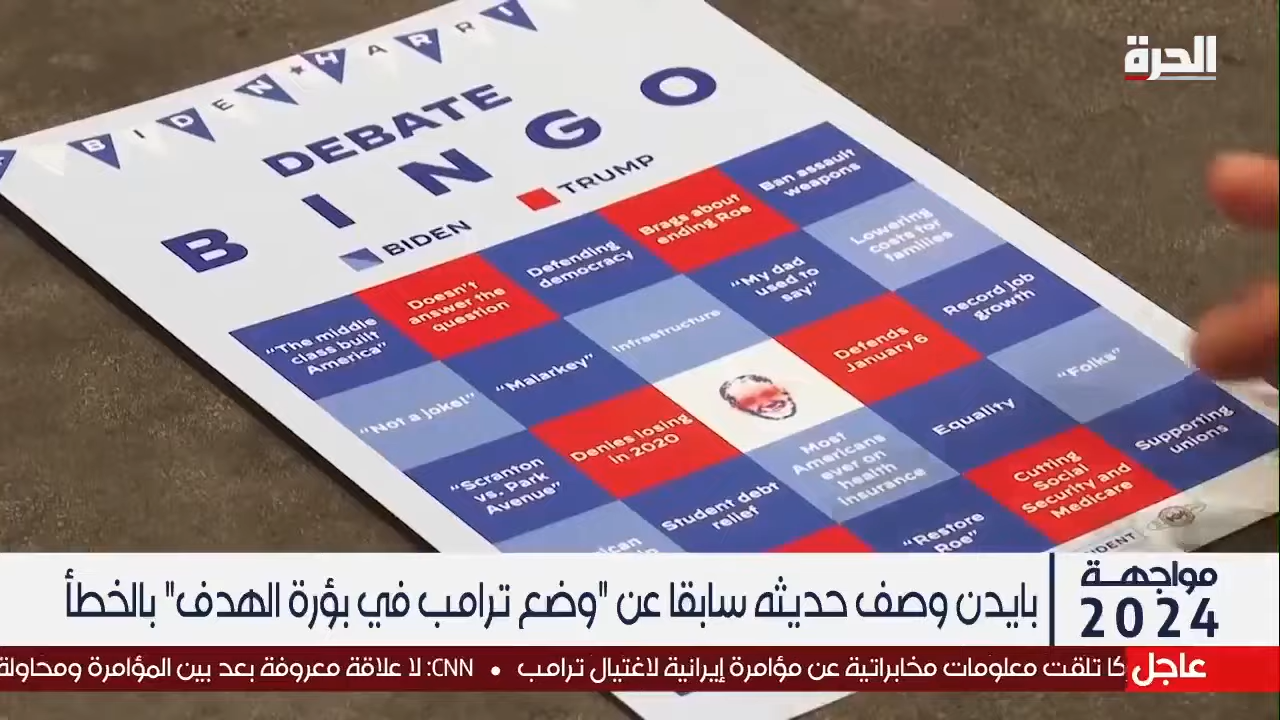 الحرة
BIDEN★HARRI
DEBATE
BINGO
BIDEN
TRUMP
"The middle
class built
America"
Doesn't
answer the
question
Defending
democracy
Brags about
ending Roe
Ban assault
weapons
"Not a joke!"
"Malarkey"
Infrastructure
"My dad
used to
say"
Lowering
costs for
families
"Scranton
vs. Park
Avenue"
Denies losing
in 2020
Defends
January 6
Record job
growth
Student debt
relief
Most
Americans
ever on
health
insurance
Equality
"Folks"
"Restore
Roe"
Cutting
Social
Security and
Medicare
Supporting
unions
مواجهة
2024
بايدن وصف حديثه سابقا عن "وضع ترامب في بؤرة الهدف" بالخطأ
عاجل
كا تلقت معلومات مخابراتية عن مؤامرة إيرانية لاغتيال ترامب • CNN: لا علاقة معروفة بعد بين المؤامرة ومحاولة